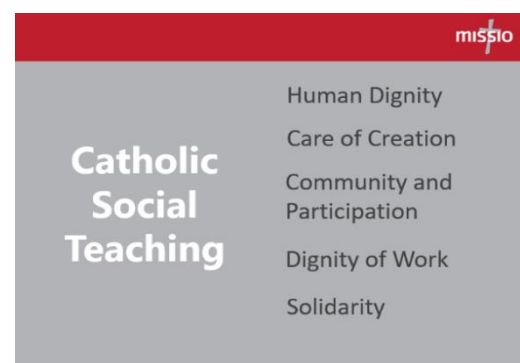 missio
Catholic
Social
Teaching
Human Dignity
Care of Creation
Community and
Participation
Dignity of Work
Solidarity